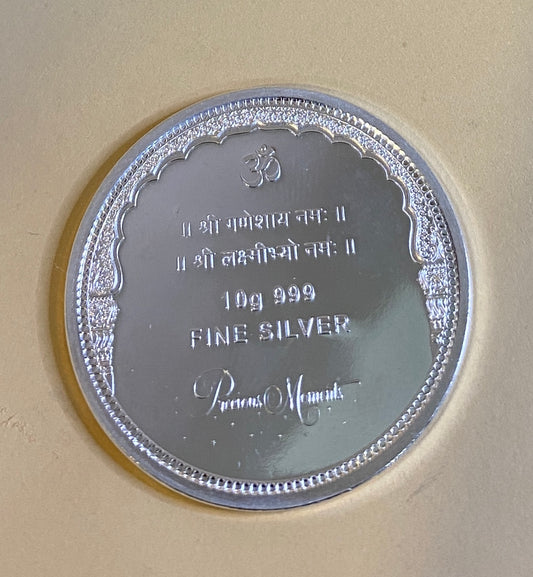 ॐ
॥ श्री गणेशाय नमः ॥
॥ श्री लक्ष्मीभ्यो नमः ॥
10g 999
FINE SILVER
Precious Moments